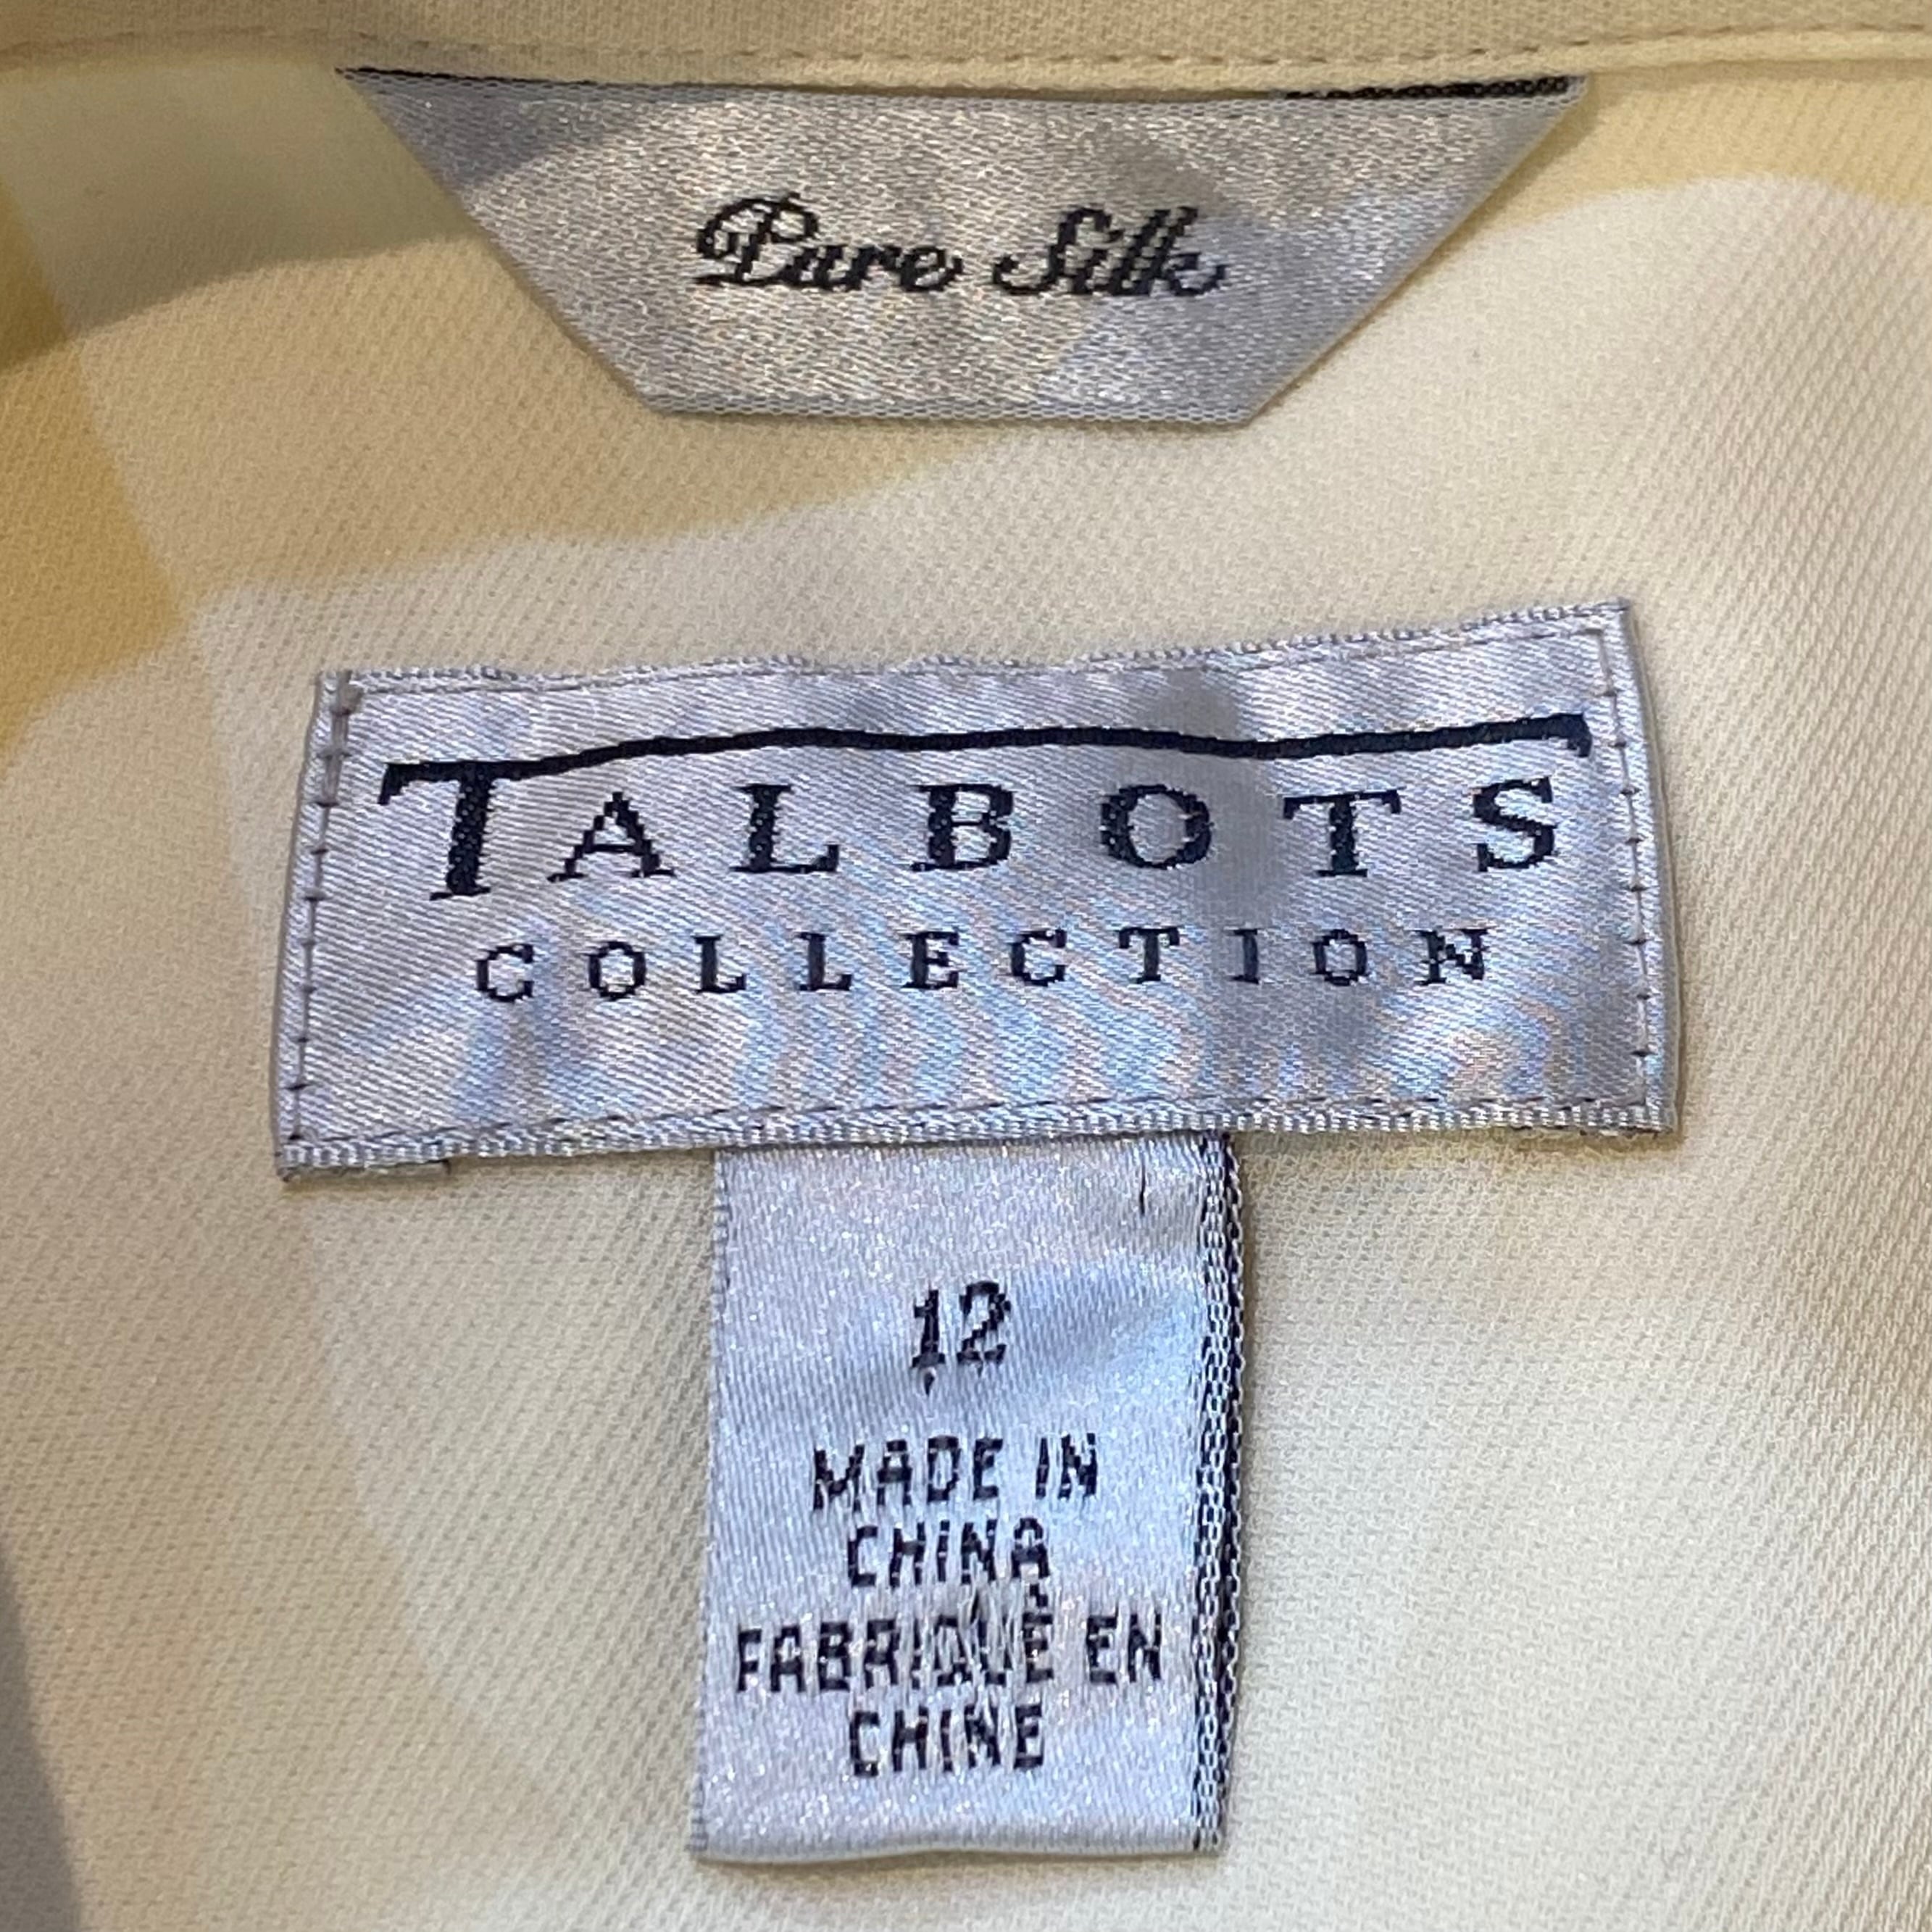 Pure Silk
TALBOTS
COLLECTION
12
MADE IN
CHINA
FABRIQUÉ EN
CHINE